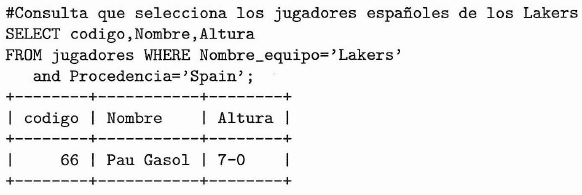 #Consulta que selecciona los jugadores españoles de los Lakers
SELECT codigo,Nombre,Altura
FROM jugadores WHERE Nombre_equipo='Lakers'
   and Procedencia='Spain';
+--------+-----------+--------+
| codigo | Nombre    | Altura |
+--------+-----------+--------+
|     66 | Pau Gasol | 7-0    |
+--------+-----------+--------+